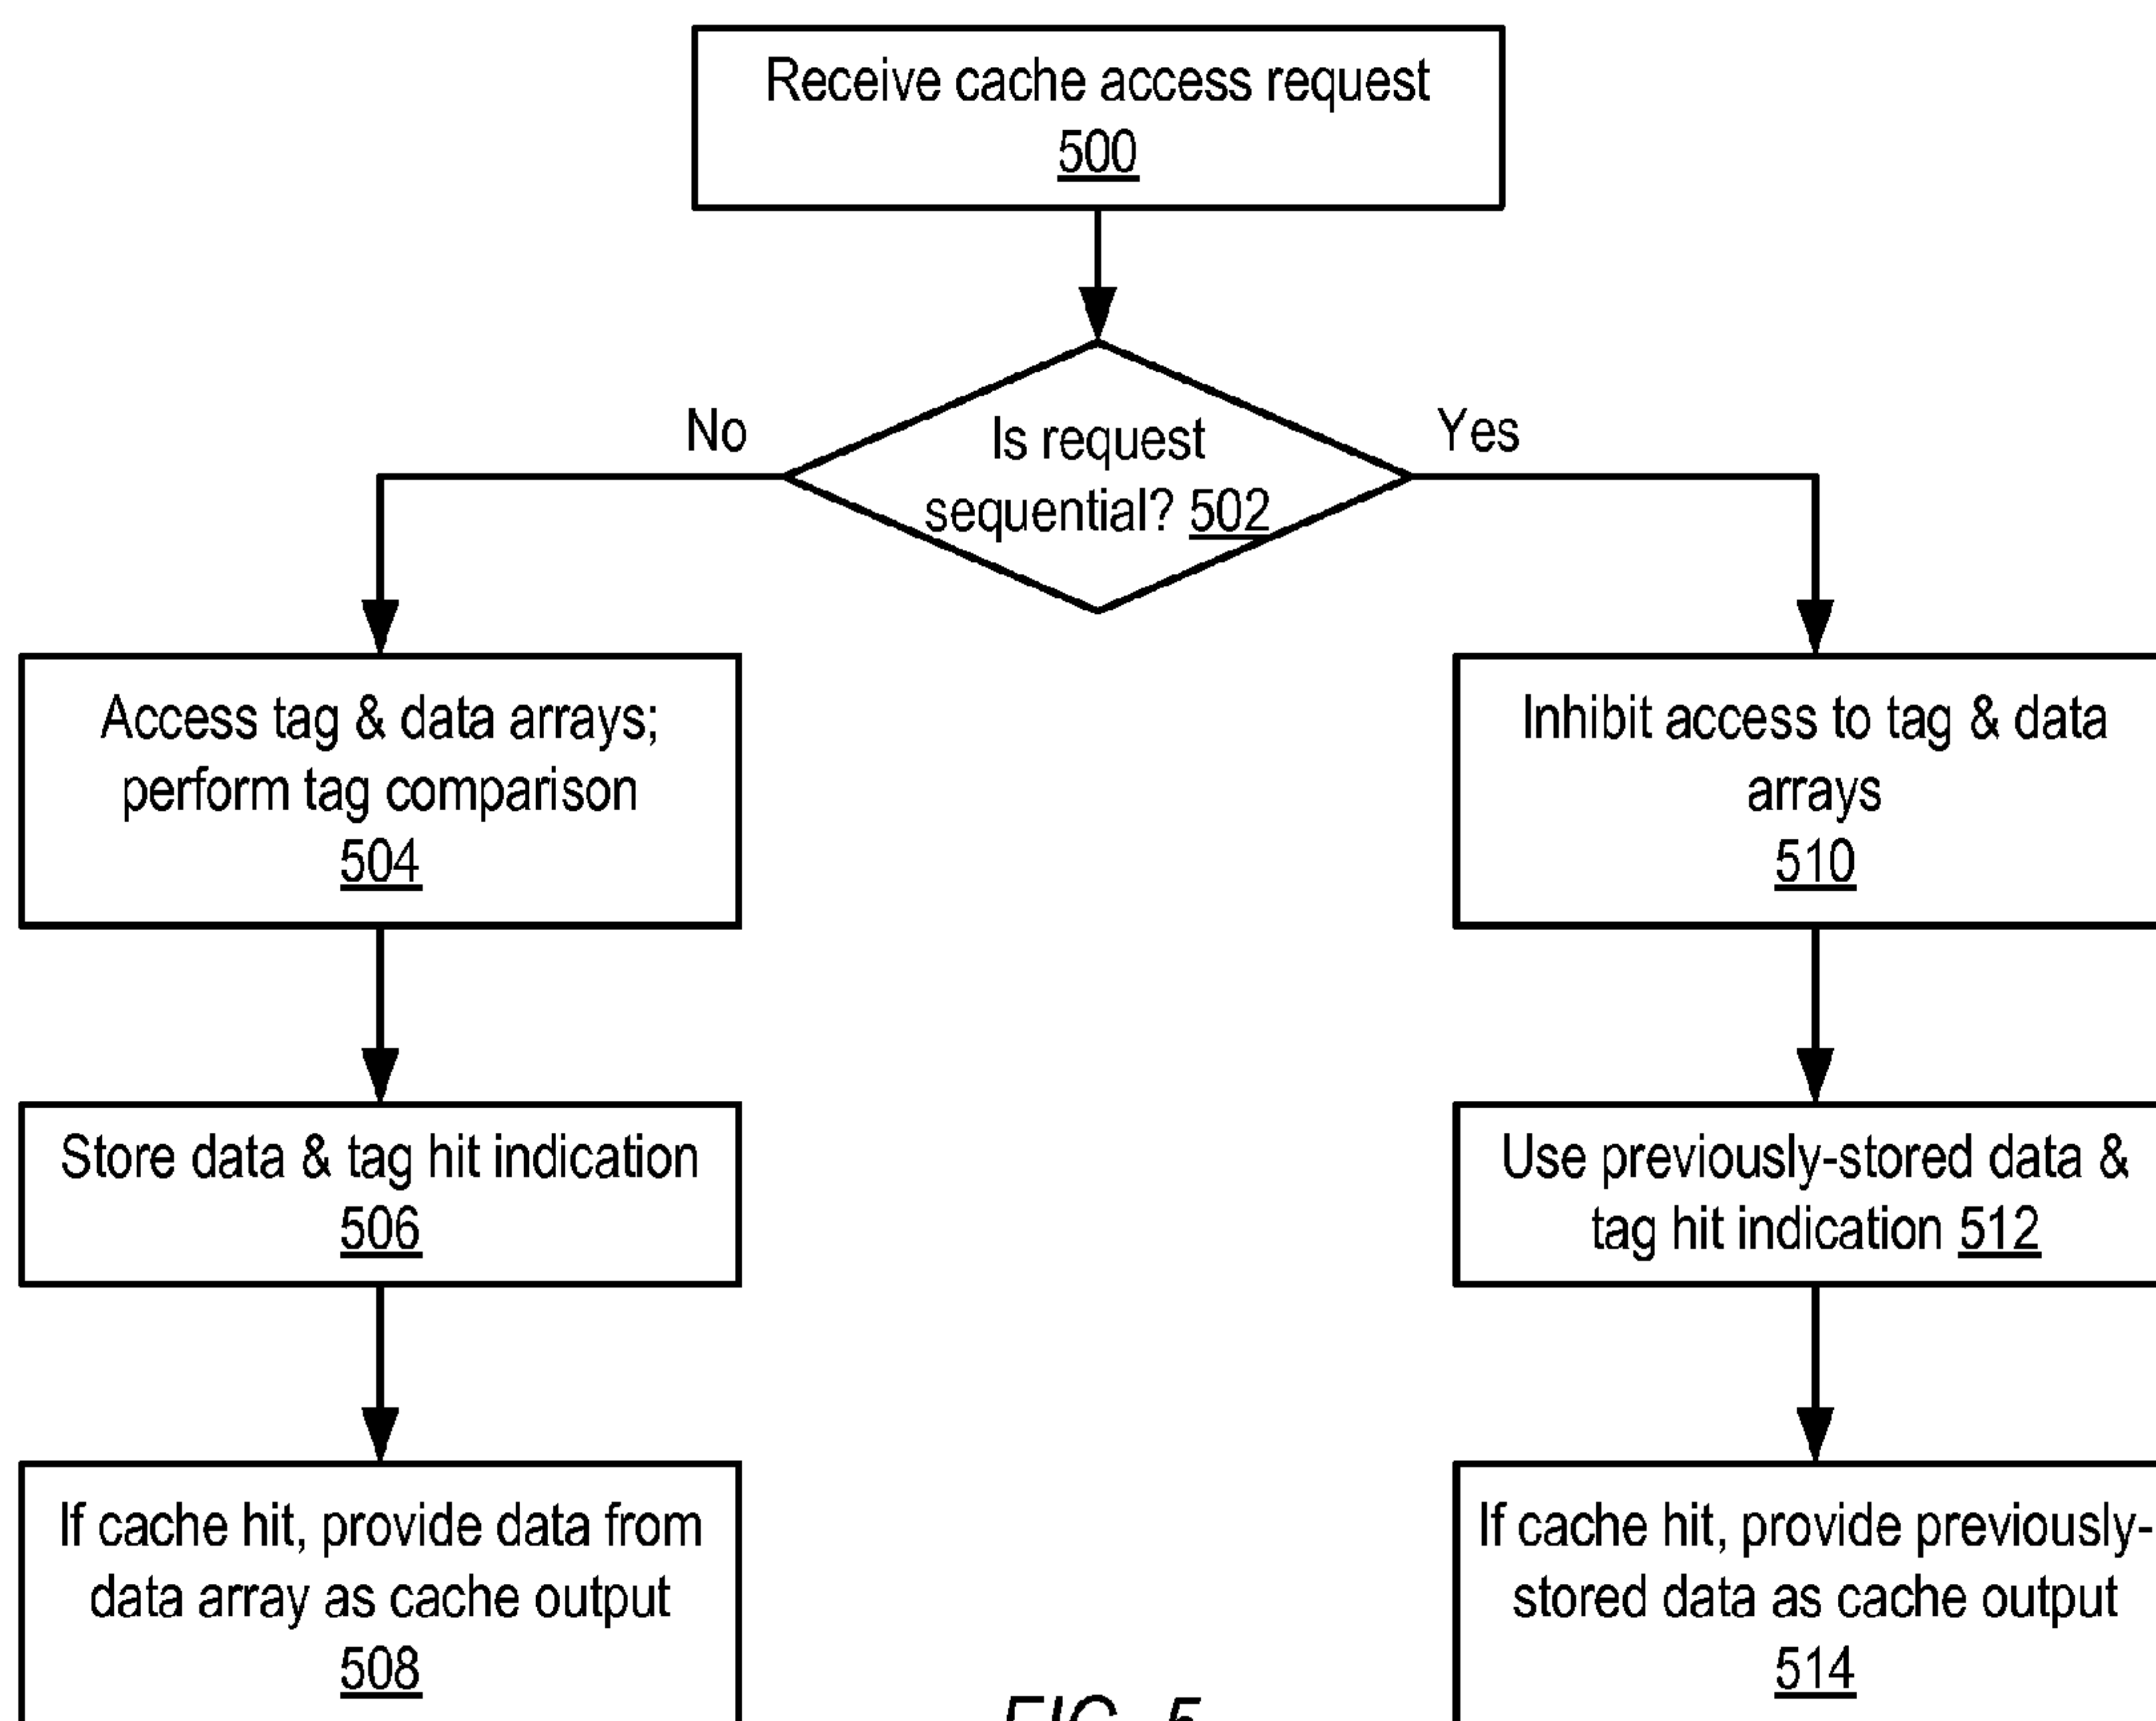 Receive cache access request
500
Is request
sequential? 502
No
Yes
Access tag & data arrays;
perform tag comparison
504
Inhibit access to tag & data
arrays
510
Store data & tag hit indication
506
Use previously-stored data &
tag hit indication 512
If cache hit, provide data from
data array as cache output
508
If cache hit, provide previously-
stored data as cache output
514
FIG. 5